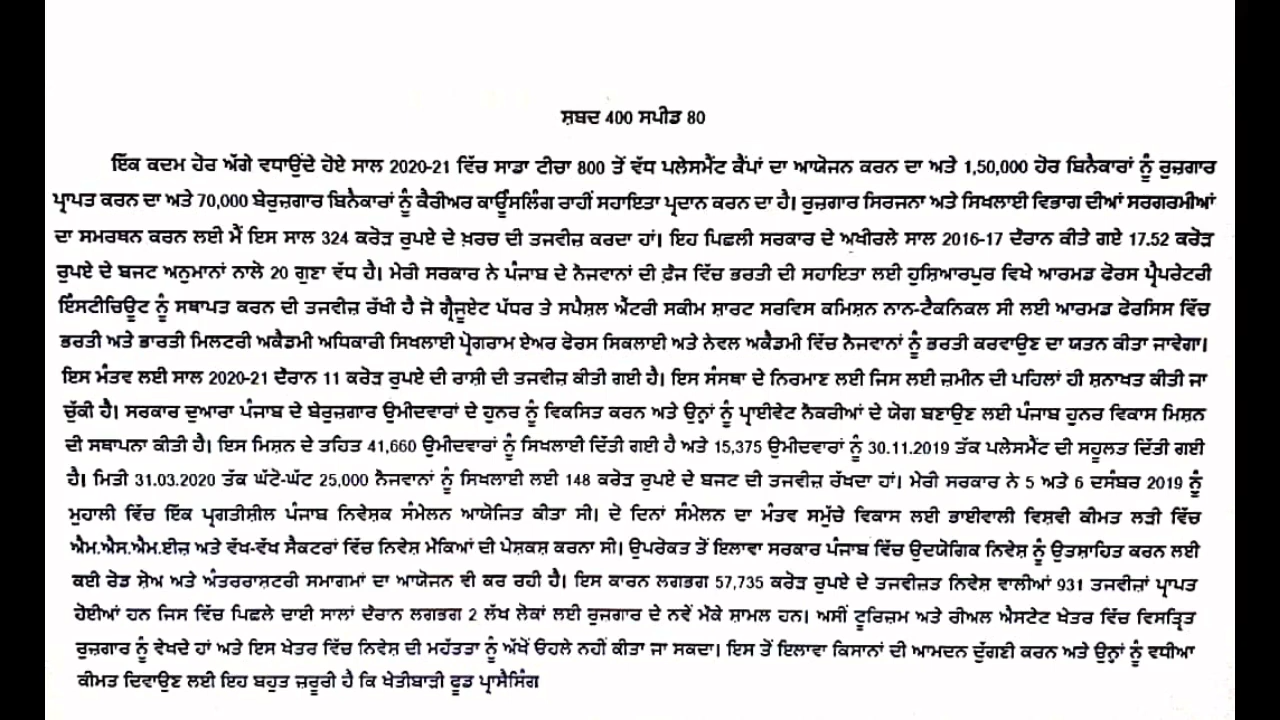 ਸ਼ਬਦ 400 ਸਪੀਡ 80
ਇੱਕ ਕਦਮ ਹੋਰ ਅੱਗੇ ਵਧਾਉਂਦੇ ਹੋਏ ਸਾਲ 2020-21 ਵਿੱਚ ਸਾਡਾ ਟੀਚਾ 800 ਤੋਂ ਵੱਧ ਪਲੇਸਮੈਂਟ ਕੈਂਪਾਂ ਦਾ ਆਯੋਜਨ ਕਰਨ ਦਾ ਅਤੇ 1,50,000 ਹੋਰ ਬਿਨੈਕਾਰਾਂ ਨੂੰ ਰੁਜ਼ਗਾਰ
ਪ੍ਰਾਪਤ ਕਰਨ ਦਾ ਅਤੇ 70,000 ਬੇਰੁਜ਼ਗਾਰ ਬਿਨੈਕਾਰਾਂ ਨੂੰ ਕੈਰੀਅਰ ਕਾਊਂਸਲਿੰਗ ਰਾਹੀਂ ਸਹਾਇਤਾ ਪ੍ਰਦਾਨ ਕਰਨ ਦਾ ਹੈ। ਰੁਜ਼ਗਾਰ ਸਿਰਜਨਾ ਅਤੇ ਸਿਖਲਾਈ ਵਿਭਾਗ ਦੀਆਂ ਸਰਗਰਮੀਆਂ
ਦਾ ਸਮਰਥਨ ਕਰਨ ਲਈ ਮੈਂ ਇਸ ਸਾਲ 324 ਕਰੋੜ ਰੁਪਏ ਦੇ ਖ਼ਰਚ ਦੀ ਤਜਵੀਜ਼ ਕਰਦਾ ਹਾਂ। ਇਹ ਪਿਛਲੀ ਸਰਕਾਰ ਦੇ ਅਖੀਰਲੇ ਸਾਲ 2016-17 ਦੌਰਾਨ ਕੀਤੇ ਗਏ 17.52 ਕਰੋੜ
ਰੁਪਏ ਦੇ ਬਜਟ ਅਨੁਮਾਨਾਂ ਨਾਲੋ 20 ਗੁਣਾ ਵੱਧ ਹੈ। ਮੇਰੀ ਸਰਕਾਰ ਨੇ ਪੰਜਾਬ ਦੇ ਨੌਜਵਾਨਾਂ ਦੀ ਫ਼ੌਜ ਵਿੱਚ ਭਰਤੀ ਦੀ ਸਹਾਇਤਾ ਲਈ ਹੁਸ਼ਿਆਰਪੁਰ ਵਿਖੇ ਆਰਮਡ ਫੋਰਸ ਪ੍ਰੈਪਰੇਟਰੀ
ਇੰਸਟੀਚਿਊਟ ਨੂੰ ਸਥਾਪਤ ਕਰਨ ਦੀ ਤਜਵੀਜ਼ ਰੱਖੀ ਹੈ ਜੋ ਗ੍ਰੈਜੂਏਟ ਪੱਧਰ ਤੇ ਸਪੈਸ਼ਲ ਐਂਟਰੀ ਸਕੀਮ ਸ਼ਾਰਟ ਸਰਵਿਸ ਕਮਿਸ਼ਨ ਨਾਨ-ਟੈਕਨਿਕਲ ਸੀ ਲਈ ਆਰਮਡ ਫੋਰਸਿਸ ਵਿੱਚ
ਭਰਤੀ ਅਤੇ ਭਾਰਤੀ ਮਿਲਟਰੀ ਅਕੈਡਮੀ ਅਧਿਕਾਰੀ ਸਿਖਲਾਈ ਪ੍ਰੋਗਰਾਮ ਏਅਰ ਫੋਰਸ ਸਿਕਲਾਈ ਅਤੇ ਨੇਵਲ ਅਕੈਡਮੀ ਵਿੱਚ ਨੌਜਵਾਨਾਂ ਨੂੰ ਭਰਤੀ ਕਰਵਾਉਣ ਦਾ ਯਤਨ ਕੀਤਾ ਜਾਵੇਗਾ।
ਇਸ ਮੰਤਵ ਲਈ ਸਾਲ 2020-21 ਦੌਰਾਨ 11 ਕਰੋੜ ਰੁਪਏ ਦੀ ਰਾਸ਼ੀ ਦੀ ਤਜਵੀਜ਼ ਕੀਤੀ ਗਈ ਹੈ। ਇਸ ਸੰਸਥਾ ਦੇ ਨਿਰਮਾਣ ਲਈ ਜਿਸ ਲਈ ਜ਼ਮੀਨ ਦੀ ਪਹਿਲਾਂ ਹੀ ਸ਼ਨਾਖਤ ਕੀਤੀ ਜਾ
ਚੁੱਕੀ ਹੈ। ਸਰਕਾਰ ਦੁਆਰਾ ਪੰਜਾਬ ਦੇ ਬੇਰੁਜ਼ਗਾਰ ਉਮੀਦਵਾਰਾਂ ਦੇ ਹੁਨਰ ਨੂੰ ਵਿਕਸਿਤ ਕਰਨ ਅਤੇ ਉਨ੍ਹਾਂ ਨੂੰ ਪ੍ਰਾਈਵੇਟ ਨੌਕਰੀਆਂ ਦੇ ਯੋਗ ਬਣਾਉਣ ਲਈ ਪੰਜਾਬ ਹੁਨਰ ਵਿਕਾਸ ਮਿਸ਼ਨ
ਦੀ ਸਥਾਪਨਾ ਕੀਤੀ ਹੈ। ਇਸ ਮਿਸ਼ਨ ਦੇ ਤਹਿਤ 41,660 ਉਮੀਦਵਾਰਾਂ ਨੂੰ ਸਿਖਲਾਈ ਦਿੱਤੀ ਗਈ ਹੈ ਅਤੇ 15,375 ਉਮੀਦਵਾਰਾਂ ਨੂੰ 30.11.2019 ਤੱਕ ਪਲੇਸਮੈਂਟ ਦੀ ਸਹੂਲਤ ਦਿੱਤੀ ਗਈ
ਹੈ। ਮਿਤੀ 31.03.2020 ਤੱਕ ਘੱਟੋ-ਘੱਟ 25,000 ਨੌਜਵਾਨਾਂ ਨੂੰ ਸਿਖਲਾਈ ਲਈ 148 ਕਰੋੜ ਰੁਪਏ ਦੇ ਬਜਟ ਦੀ ਤਜਵੀਜ਼ ਰੱਖਦਾ ਹਾਂ। ਮੇਰੀ ਸਰਕਾਰ ਨੇ 5 ਅਤੇ 6 ਦਸੰਬਰ 2019 ਨੂੰ
ਮੁਹਾਲੀ ਵਿੱਚ ਇੱਕ ਪ੍ਰਗਤੀਸ਼ੀਲ ਪੰਜਾਬ ਨਿਵੇਸ਼ਕ ਸੰਮੇਲਨ ਆਯੋਜਿਤ ਕੀਤਾ ਸੀ। ਦੋ ਦਿਨਾਂ ਸੰਮੇਲਨ ਦਾ ਮੰਤਵ ਸਮੁੱਚੇ ਵਿਕਾਸ ਲਈ ਭਾਈਵਾਲੀ ਵਿਸ਼ਵੀ ਕੀਮਤ ਲੜੀ ਵਿੱਚ
ਐਮ.ਐਸ.ਐਮ.ਈਜ਼ ਅਤੇ ਵੱਖ-ਵੱਖ ਸੈਕਟਰਾਂ ਵਿੱਚ ਨਿਵੇਸ਼ ਮੌਕਿਆਂ ਦੀ ਪੇਸ਼ਕਸ਼ ਕਰਨਾ ਸੀ। ਉਪਰੋਕਤ ਤੋਂ ਇਲਾਵਾ ਸਰਕਾਰ ਪੰਜਾਬ ਵਿੱਚ ਉਦਯੋਗਿਕ ਨਿਵੇਸ਼ ਨੂੰ ਉਤਸ਼ਾਹਿਤ ਕਰਨ ਲਈ
ਕਈ ਰੋਡ ਸ਼ੋਅ ਅਤੇ ਅੰਤਰਰਾਸ਼ਟਰੀ ਸਮਾਗਮਾਂ ਦਾ ਆਯੋਜਨ ਵੀ ਕਰ ਰਹੀ ਹੈ। ਇਸ ਕਾਰਨ ਲਗਭਗ 57,735 ਕਰੋੜ ਰੁਪਏ ਦੇ ਤਜਵੀਜ਼ਤ ਨਿਵੇਸ਼ ਵਾਲੀਆਂ 931 ਤਜਵੀਜ਼ਾਂ ਪ੍ਰਾਪਤ
ਹੋਈਆਂ ਹਨ ਜਿਸ ਵਿੱਚ ਪਿਛਲੇ ਦਾਈ ਸਾਲਾਂ ਦੌਰਾਨ ਲਗਭਗ 2 ਲੱਖ ਲੋਕਾਂ ਲਈ ਰੁਜ਼ਗਾਰ ਦੇ ਨਵੇਂ ਮੌਕੇ ਸ਼ਾਮਲ ਹਨ। ਅਸੀਂ ਟੂਰਿਜ਼ਮ ਅਤੇ ਰੀਅਲ ਐਸਟੇਟ ਖੇਤਰ ਵਿੱਚ ਵਿਸਤ੍ਰਿਤ
ਰੁਜ਼ਗਾਰ ਨੂੰ ਵੇਖਦੇ ਹਾਂ ਅਤੇ ਇਸ ਖੇਤਰ ਵਿੱਚ ਨਿਵੇਸ਼ ਦੀ ਮਹੱਤਤਾ ਨੂੰ ਅੱਖੋਂ ਓਹਲੇ ਨਹੀਂ ਕੀਤਾ ਜਾ ਸਕਦਾ। ਇਸ ਤੋਂ ਇਲਾਵਾ ਕਿਸਾਨਾਂ ਦੀ ਆਮਦਨ ਦੁੱਗਣੀ ਕਰਨ ਅਤੇ ਉਨ੍ਹਾਂ ਨੂੰ ਵਧੀਆ
ਕੀਮਤ ਦਿਵਾਉਣ ਲਈ ਇਹ ਬਹੁਤ ਜ਼ਰੂਰੀ ਹੈ ਕਿ ਖੇਤੀਬਾੜੀ ਫੂਡ ਪ੍ਰਾਸੈਸਿੰਗ